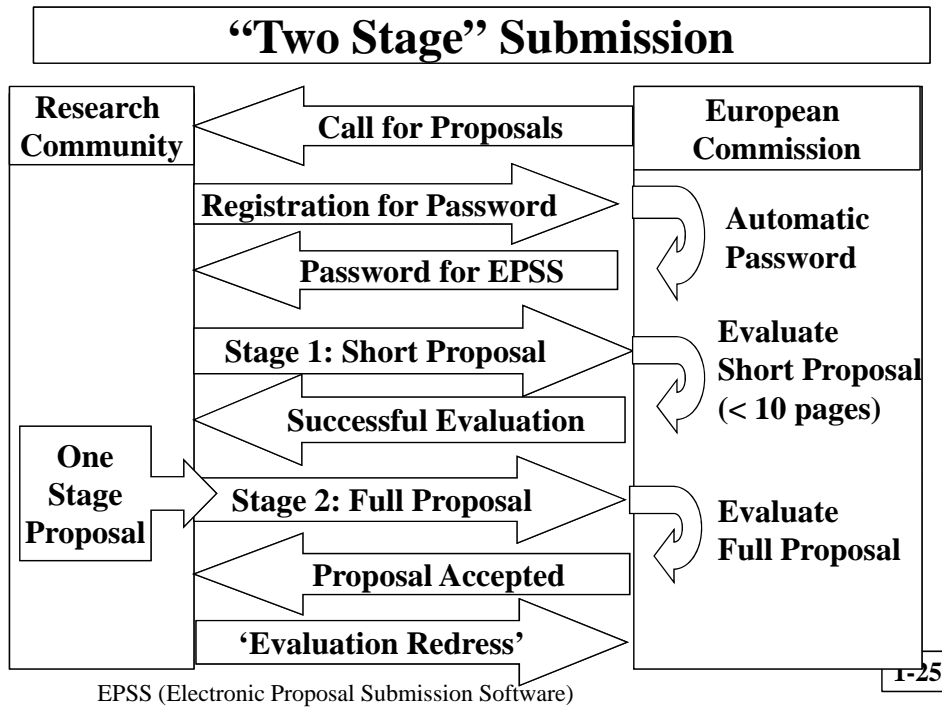 “Two Stage” Submission
Research
Community
European
Commission
Call for Proposals
Registration for Password
Automatic
Password
Password for EPSS
Stage 1: Short Proposal
Evaluate
Short Proposal
(< 10 pages)
Successful Evaluation
One
Stage
Proposal
Stage 2: Full Proposal
Evaluate
Full Proposal
Proposal Accepted
‘Evaluation Redress’
EPSS (Electronic Proposal Submission Software)
1-25